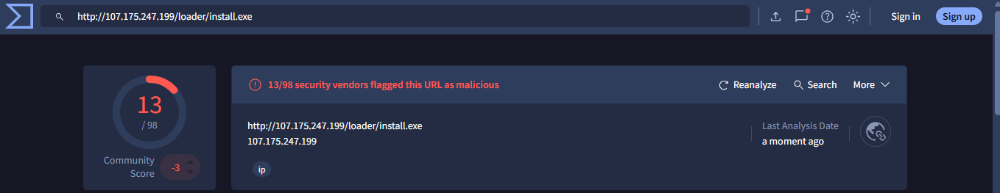 http://107.175.247.199/loader/install.exe
Sign in
Sign up
13
/ 98
Community
Score
-3
13/98 security vendors flagged this URL as malicious
Reanalyze
Search
More
http://107.175.247.199/loader/install.exe
107.175.247.199
ip
Last Analysis Date
a moment ago